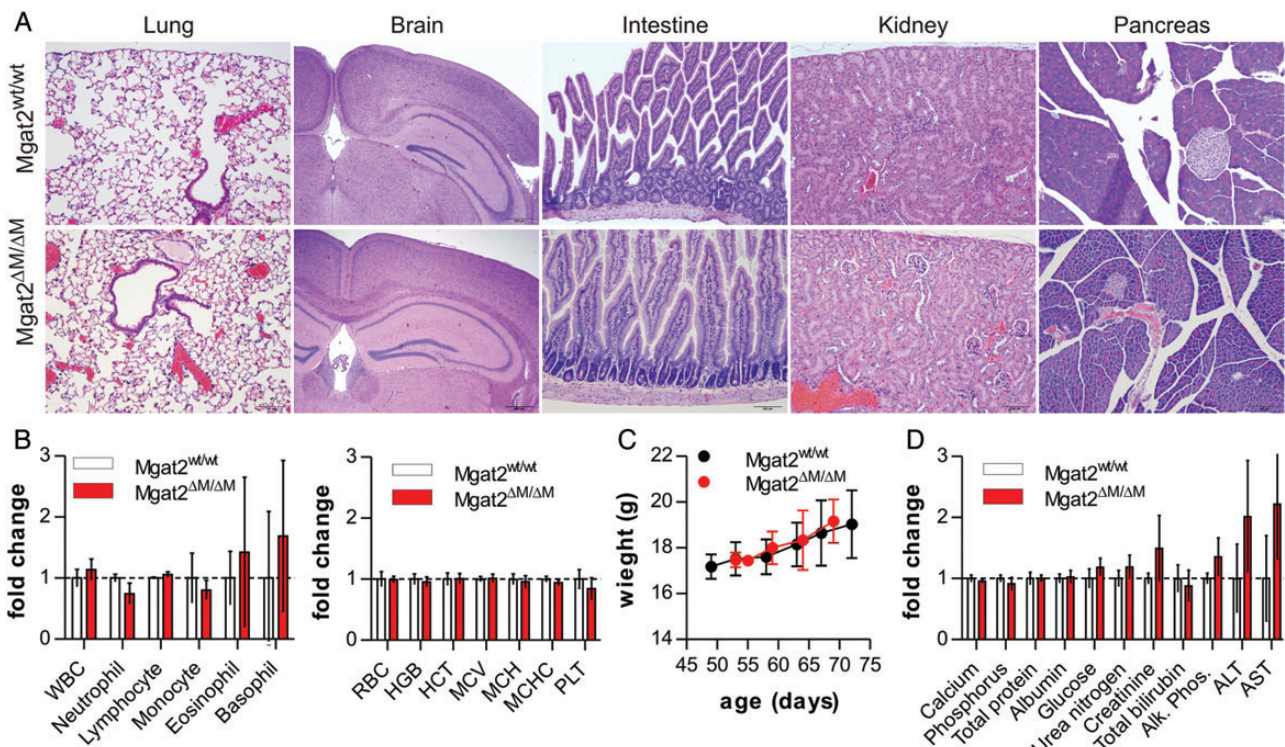 A
Lung Brain Intestine Kidney Pancreas
Mgat2wt/wt
Mgat2ΔM/ΔM
B
fold change
3
2
1
0
Mgat2wt/wt
Mgat2ΔM/ΔM
WBC
Neutrophil
Lymphocyte
Monocyte
Eosinophil
Basophil
fold change
3
2
1
0
Mgat2wt/wt
Mgat2ΔM/ΔM
RBC
HGB
HCT
MCV
MCH
MCHC
PLT
C
wieght (g)
22
20
18
16
14
Mgat2wt/wt
Mgat2ΔM/ΔM
45 50 55 60 65 70 75
age (days)
D
fold change
3
2
1
0
Mgat2wt/wt
Mgat2ΔM/ΔM
Calcium
Phosphorus
Total protein
Albumin
Glucose
Urea nitrogen
Creatinine
Total bilirubin
Alk. Phos.
ALT
AST